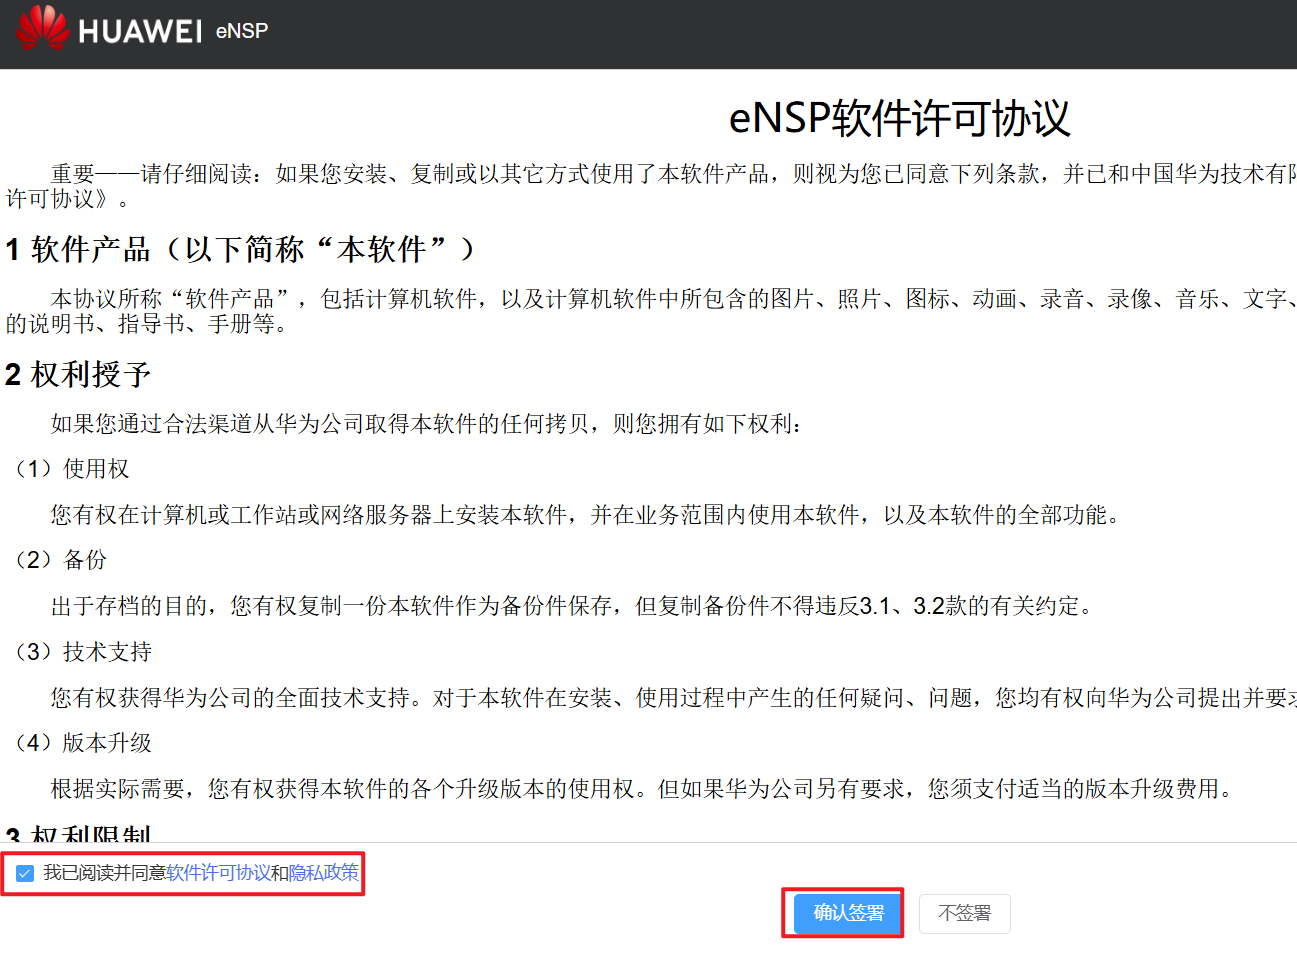 HUAWEI eNSP
eNSP软件许可协议
重要——请仔细阅读：如果您安装、复制或以其它方式使用了本软件产品，则视为您已同意下列条款，并已和中国华为技术有限
许可协议》。
1 软件产品（以下简称“本软件”）
本协议所称“软件产品”，包括计算机软件，以及计算机软件中所包含的图片、照片、图标、动画、录音、录像、音乐、文字、
的说明书、指导书、手册等。
2 权利授予
如果您通过合法渠道从华为公司取得本软件的任何拷贝，则您拥有如下权利：
（1）使用权
您有权在计算机或工作站或网络服务器上安装本软件，并在业务范围内使用本软件，以及本软件的全部功能。
（2）备份
出于存档的目的，您有权复制一份本软件作为备份件保存，但复制备份件不得违反3.1、3.2款的有关约定。
（3）技术支持
您有权获得华为公司的全面技术支持。对于本软件在安装、使用过程中产生的任何疑问、问题，您均有权向华为公司提出并要求
（4）版本升级
根据实际需要，您有权获得本软件的各个升级版本的使用权。但如果华为公司另有要求，您须支付适当的版本升级费用。
3 权利限制
我已阅读并同意软件许可协议和隐私政策
确认签署 不签署